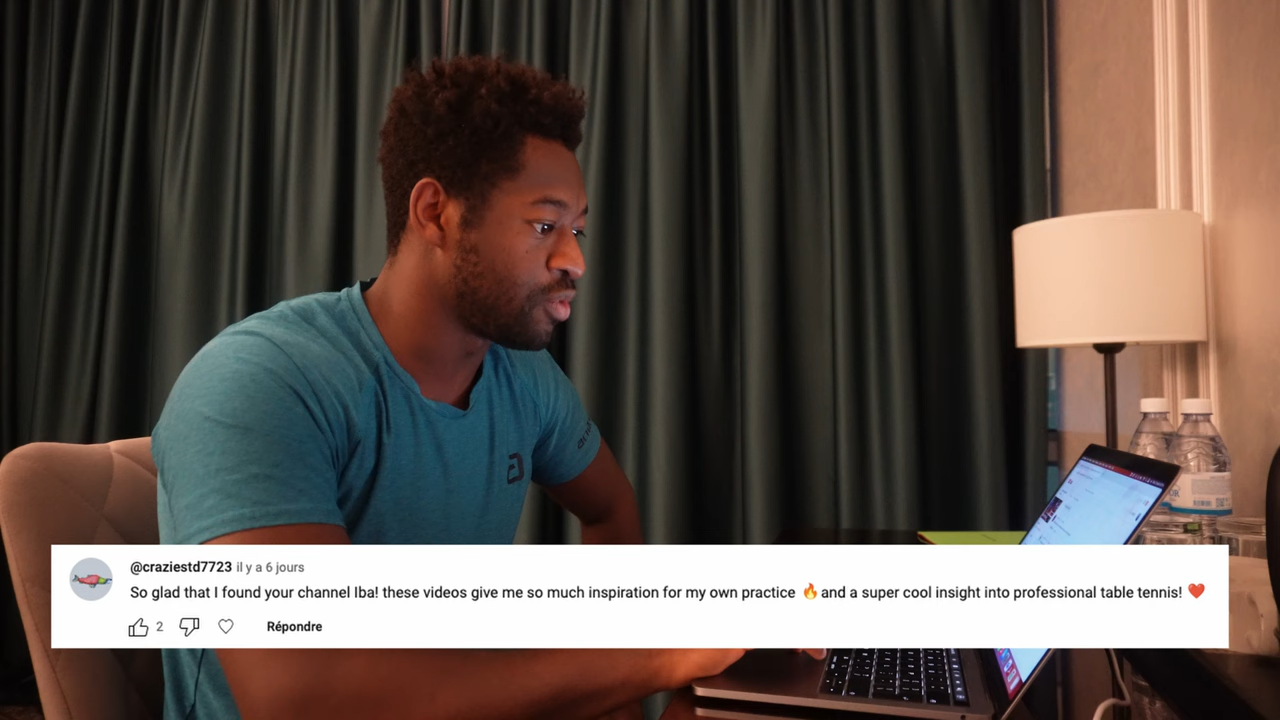 @craziestd7723 il y a 6 jours
So glad that I found your channel Iba! these videos give me so much inspiration for my own practice 🔥and a super cool insight into professional table tennis! ❤️
2 Répondre